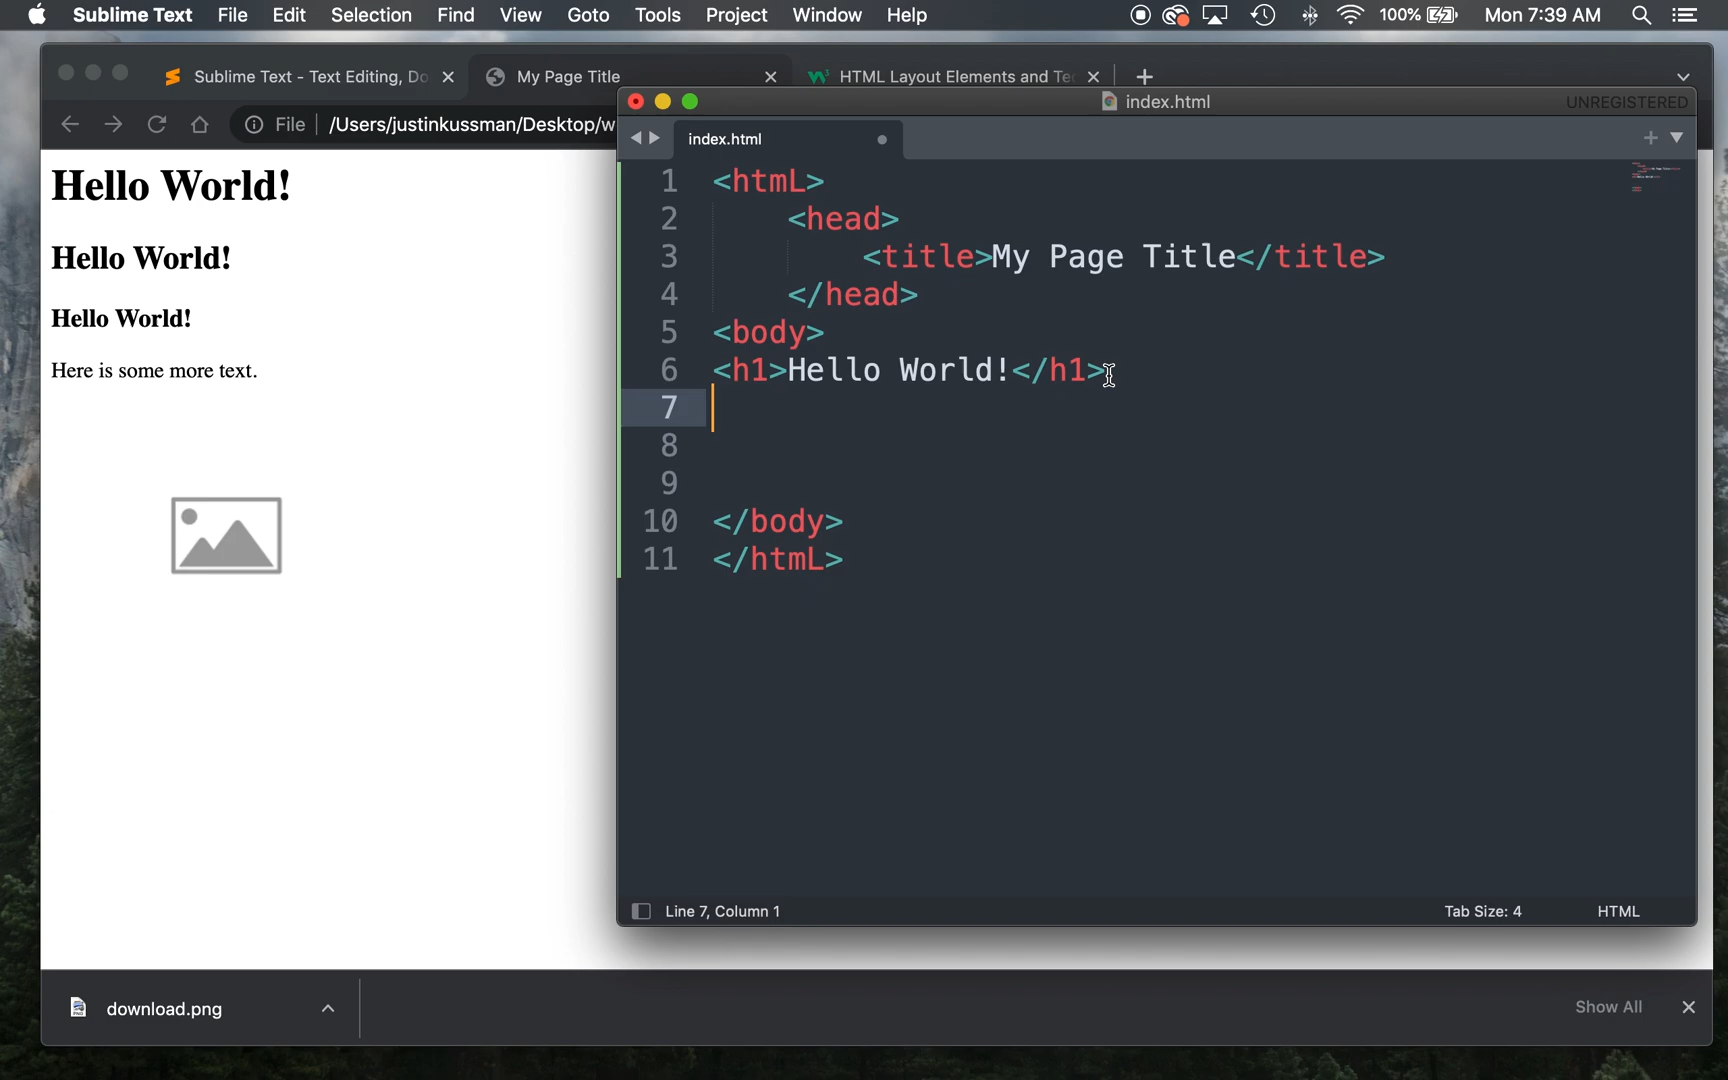 Sublime Text File Edit Selection Find View Goto Tools Project Window Help 100% Mon 7:39 AM
Sublime Text - Text Editing, Do
My Page Title
HTML Layout Elements and Tec
File /Users/justinkussman/Desktop/w
index.html
UNREGISTERED
index.html
Hello World!
Hello World!
Hello World!
Here is some more text.
1 <htmL>
2 <head>
3 <title>My Page Title</title>
4 </head>
5 <body>
6 <h1>Hello World!</h1>
7
8
9
10 </body>
11 </htmL>
Line 7, Column 1
Tab Size: 4
HTML
download.png
Show All